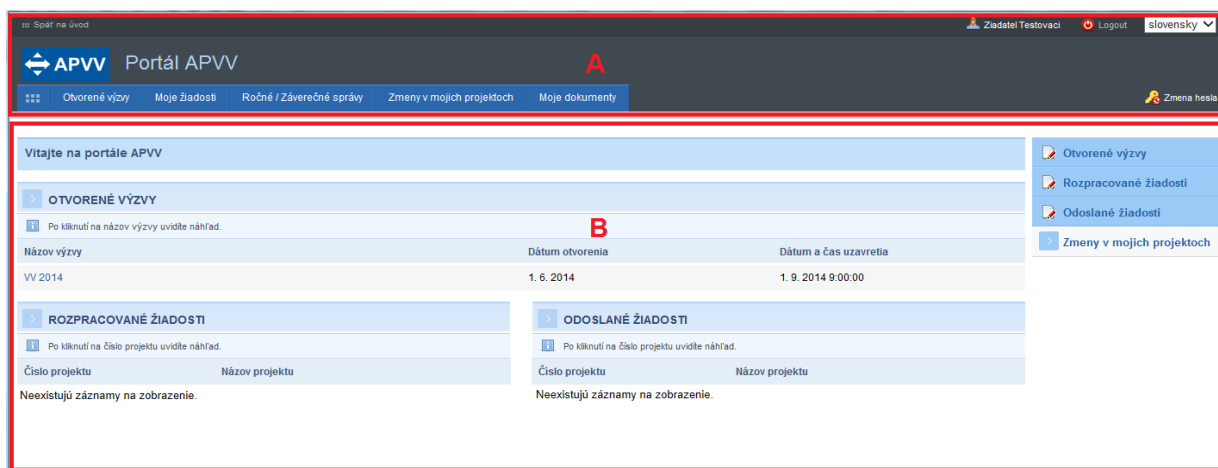 Späť na úvod Ziadatel Testovaci Logout slovensky
APVV Portál APVV A
Otvorené výzvy Moje žiadosti Ročné / Záverečné správy Zmeny v mojich projektoch Moje dokumenty Zmena hesla
Vitajte na portále APVV
Otvorené výzvy
Rozpracované žiadosti
Odoslané žiadosti
Zmeny v mojich projektoch
OTVORENÉ VÝZVY
Po kliknutí na názov výzvy uvidíte náhľad.
B
Názov výzvy Dátum otvorenia Dátum a čas uzavretia
VV 2014 1. 6. 2014 1. 9. 2014 9:00:00
ROZPRACOVANÉ ŽIADOSTI
Po kliknutí na číslo projektu uvidíte náhľad.
Číslo projektu Názov projektu
Neexistujú záznamy na zobrazenie.
ODOSLANÉ ŽIADOSTI
Po kliknutí na číslo projektu uvidíte náhľad.
Číslo projektu Názov projektu
Neexistujú záznamy na zobrazenie.